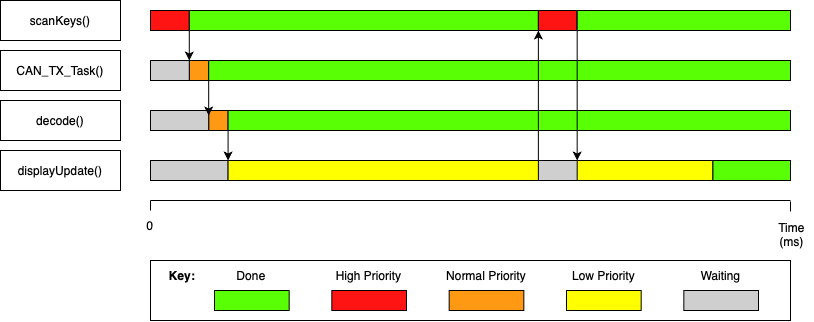 scanKeys()
CAN_TX_Task()
decode()
displayUpdate()
0
Time
(ms)
Key:
Done
High Priority
Normal Priority
Low Priority
Waiting